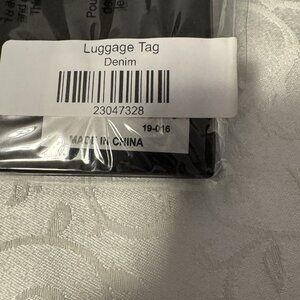 Luggage Tag
Denim
23047328
19-016
MADE IN CHINA